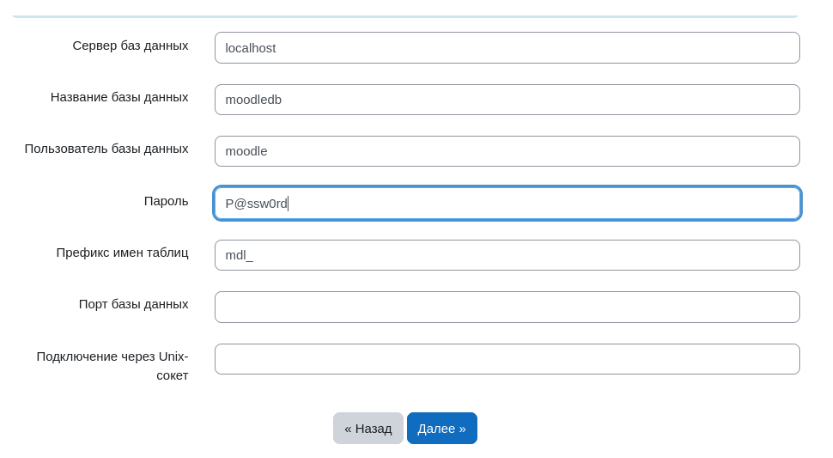 Сервер баз данных
localhost
Название базы данных
moodledb
Пользователь базы данных
moodle
Пароль
P@ssw0rd
Префикс имен таблиц
mdl_
Порт базы данных
Подключение через Unix-
сокет
« Назад
Далее »